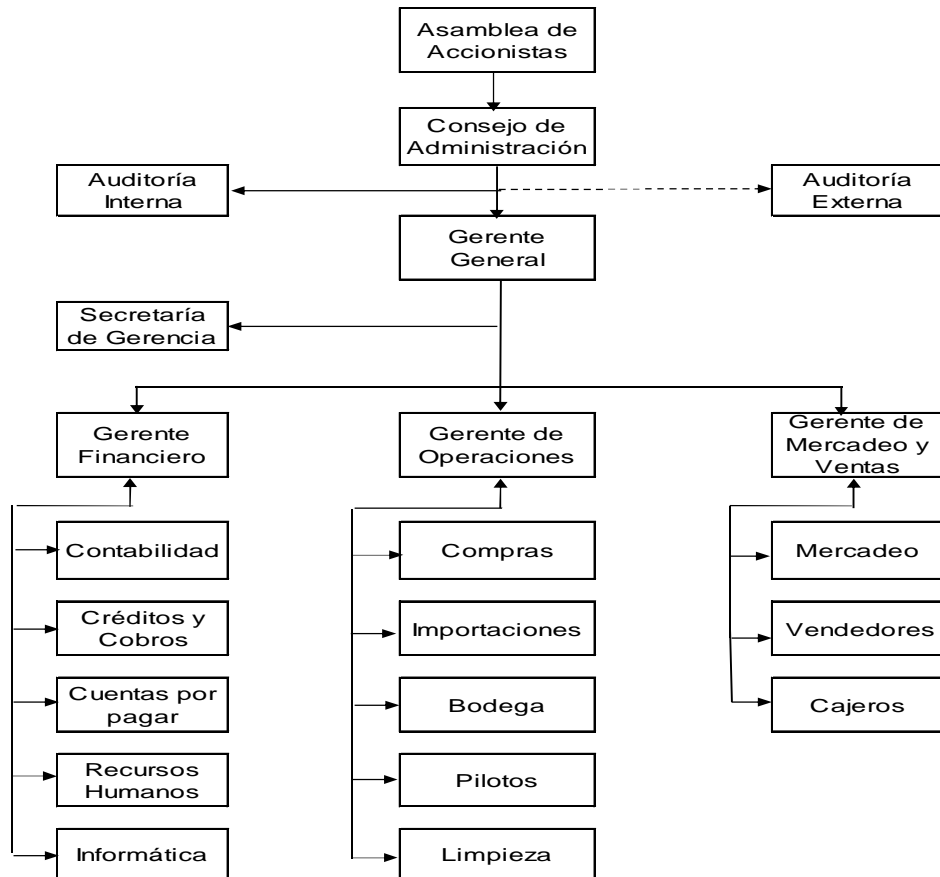 Asamblea de
Accionistas
Consejo de
Administración
Auditoría
Interna
Auditoría
Externa
Gerente
General
Secretaría
de Gerencia
Gerente
Financiero
Gerente de
Operaciones
Gerente de
Mercadeo y
Ventas
Contabilidad
Créditos y
Cobros
Cuentas por
pagar
Recursos
Humanos
Informática
Compras
Importaciones
Bodega
Pilotos
Limpieza
Mercadeo
Vendedores
Cajeros